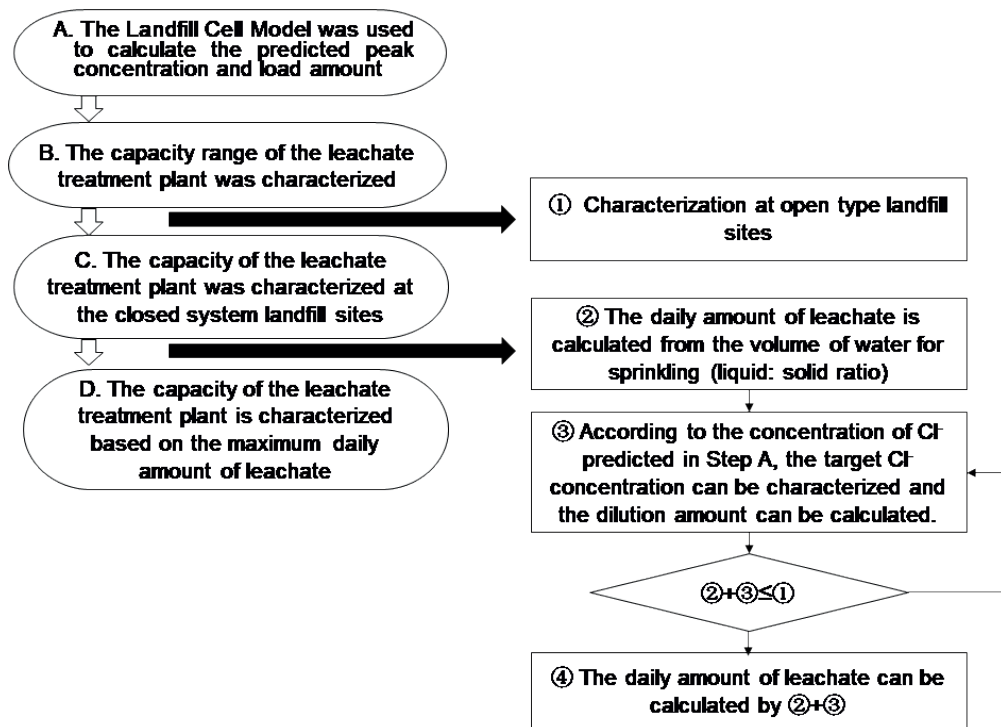 A. The Landfill Cell Model was used
to calculate the predicted peak
concentration and load amount
B. The capacity range of the leachate
treatment plant was characterized
C. The capacity of the leachate
treatment plant was characterized at
the closed system landfill sites
D. The capacity of the leachate
treatment plant is characterized
based on the maximum daily
amount of leachate
① Characterization at open type landfill
sites
② The daily amount of leachate is
calculated from the volume of water for
sprinkling (liquid: solid ratio)
③ According to the concentration of Cl-
predicted in Step A, the target Cl-
concentration can be characterized and
the dilution amount can be calculated.
②+③≤①
④ The daily amount of leachate can be
calculated by ②+③